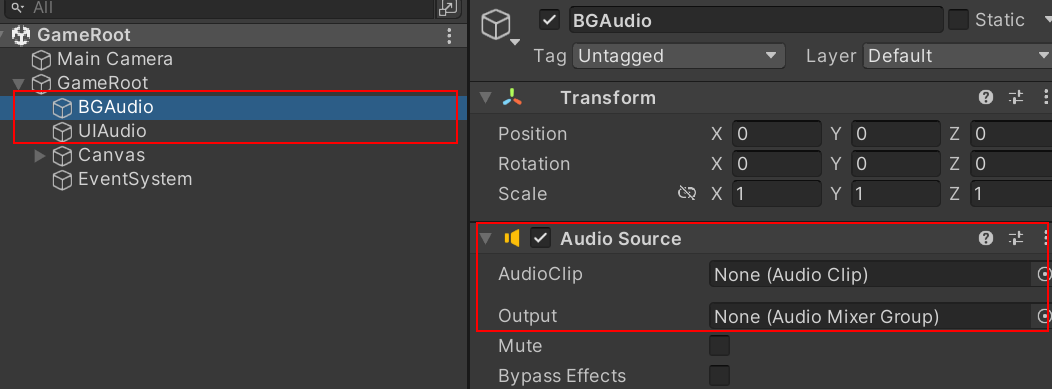 All
GameRoot
Main Camera
GameRoot
BGAudio
UIAudio
Canvas
EventSystem
BGAudio Static
Tag Untagged Layer Default
Transform
Position X 0 Y 0 Z 0
Rotation X 0 Y 0 Z 0
Scale X 1 Y 1 Z 1
Audio Source
AudioClip None (Audio Clip)
Output None (Audio Mixer Group)
Mute
Bypass Effects